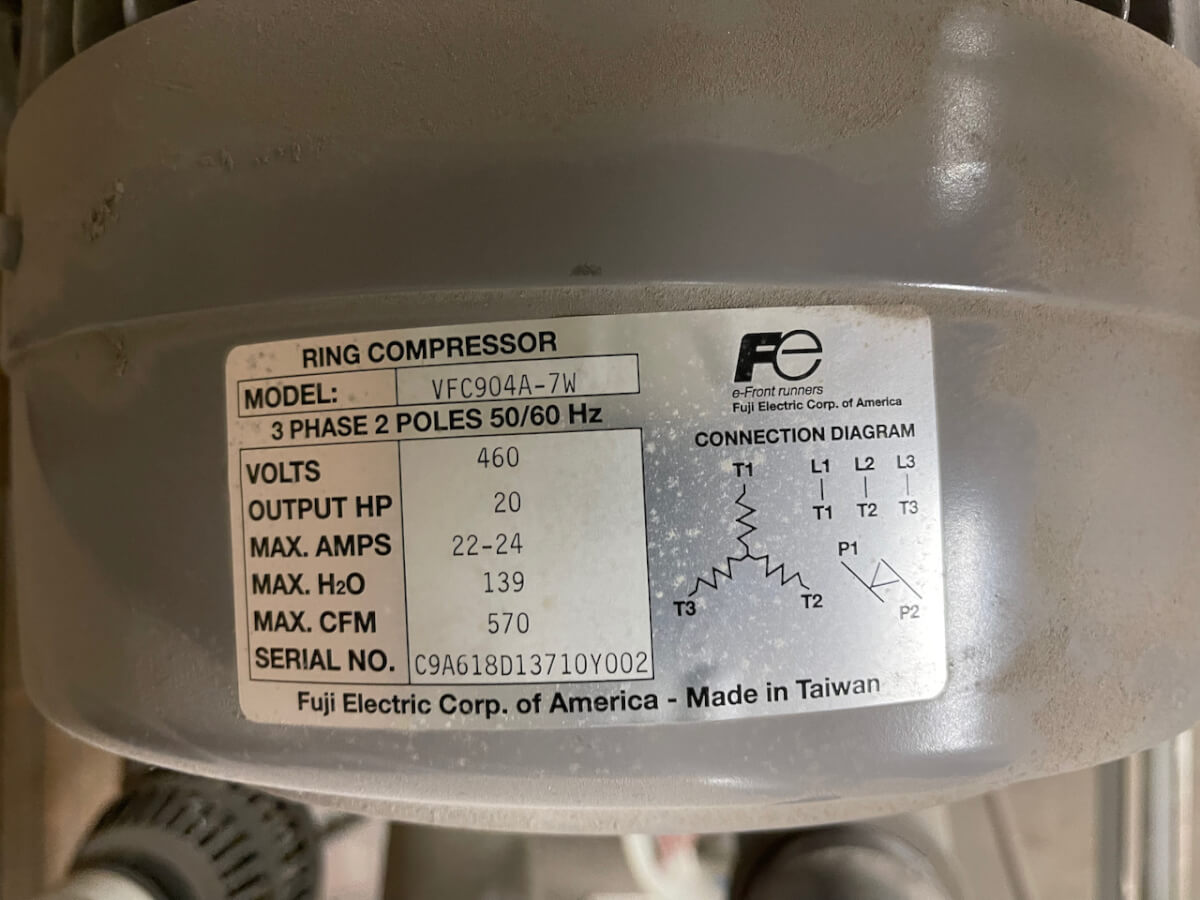 RING COMPRESSOR
MODEL: VFC904A-7W
3 PHASE 2 POLES 50/60 Hz
VOLTS 460
OUTPUT HP 20
MAX. AMPS 22-24
MAX. H2O 139
MAX. CFM 570
SERIAL NO. C9A618D13710Y002
Fe
e-Front runners
Fuji Electric Corp. of America
CONNECTION DIAGRAM
T1 L1 L2 L3
T1 T2 T3
P1
T3 T2 P2
Fuji Electric Corp. of America - Made in Taiwan